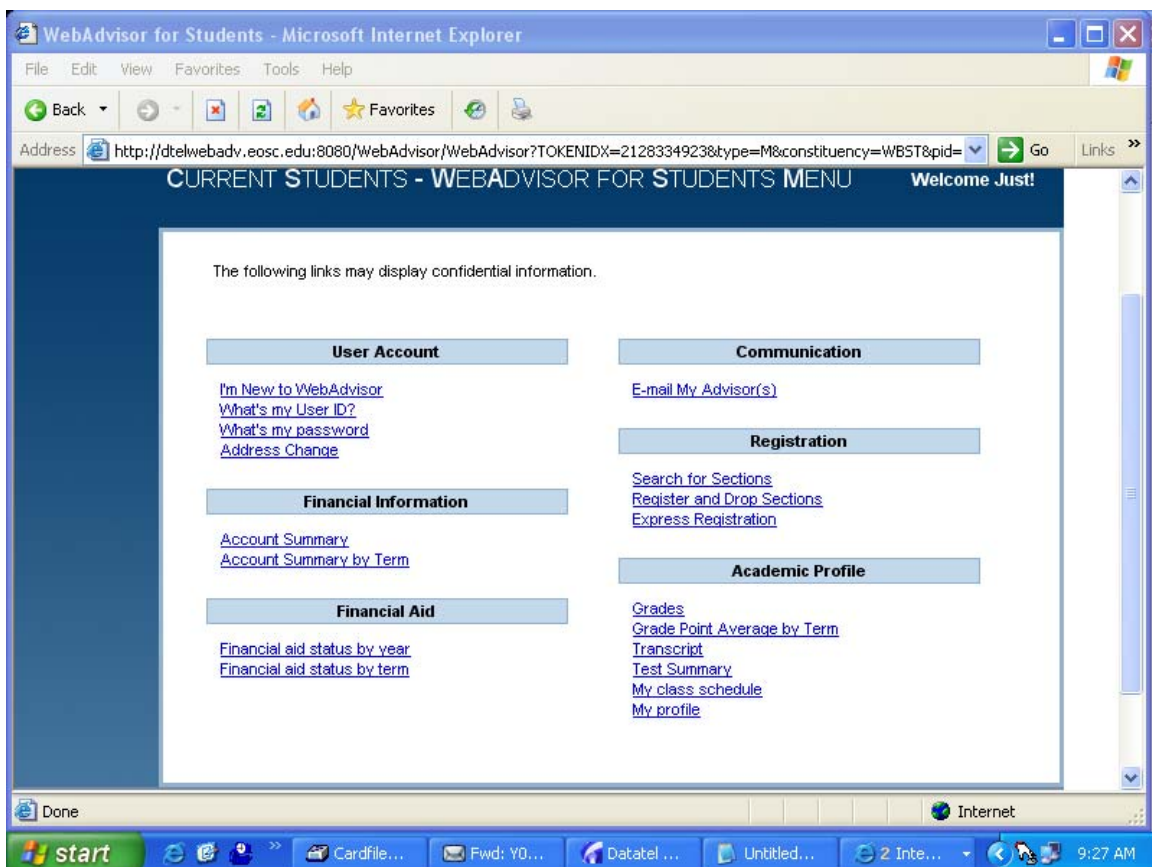 WebAdvisor for Students - Microsoft Internet Explorer
File Edit View Favorites Tools Help
Back Favorites
Address http://dtelwebadv.eosc.edu:8080/WebAdvisor/WebAdvisor?TOKENIDX=2128334923&type=M&constituency=WBST&pid= Go Links »
CURRENT STUDENTS - WEBADVISOR FOR STUDENTS MENU Welcome Just!
The following links may display confidential information.
User Account
I'm New to WebAdvisor
What's my User ID?
What's my password
Address Change
Financial Information
Account Summary
Account Summary by Term
Financial Aid
Financial aid status by year
Financial aid status by term
Communication
E-mail My Advisor(s)
Registration
Search for Sections
Register and Drop Sections
Express Registration
Academic Profile
Grades
Grade Point Average by Term
Transcript
Test Summary
My class schedule
My profile
Done Internet
start » Cardfile... Fwd: Y0... Datatel ... Untitled... 2 Inte... 9:27 AM